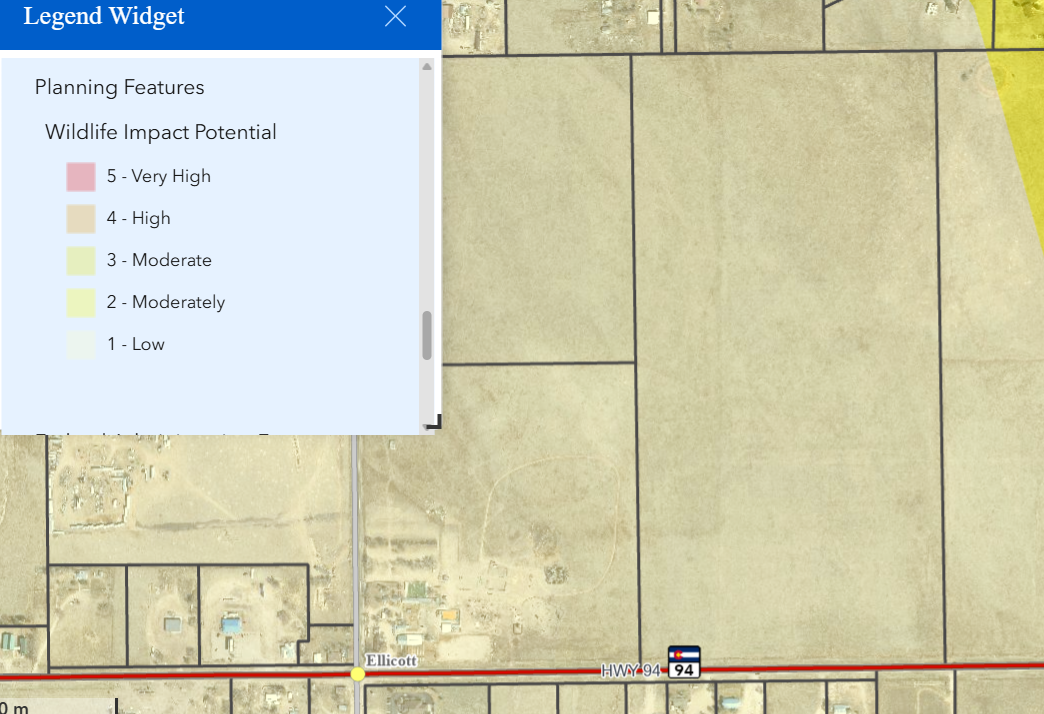 Legend Widget
Planning Features
Wildlife Impact Potential
5 - Very High
4 - High
3 - Moderate
2 - Moderately
1 - Low
Ellicott
HWY 94
94
0 m